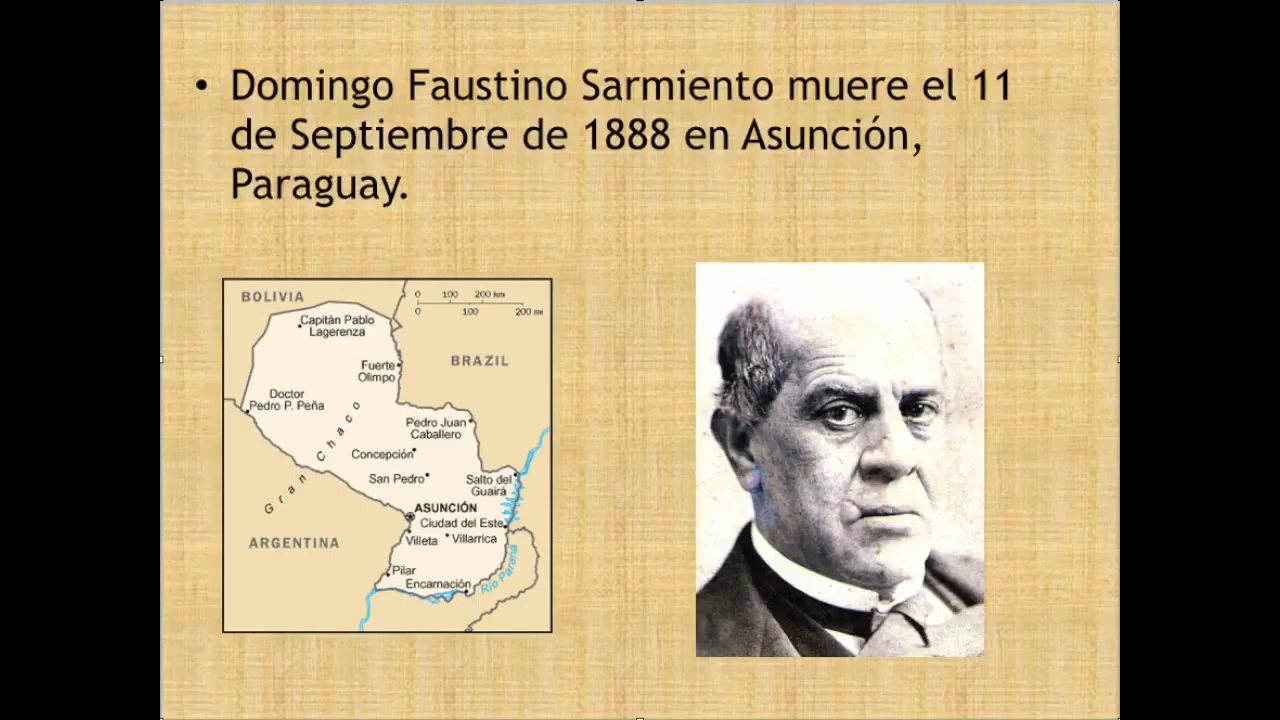 • Domingo Faustino Sarmiento muere el 11
de Septiembre de 1888 en Asunción,
Paraguay.
BOLIVIA
0 100 200 km
0 100 200 mi
Capitán Pablo
Lagerenza
BRAZIL
Fuerte
Olimpo
Doctor
Pedro P. Peña
Gran Chaco
Pedro Juan
Caballero
Concepción
San Pedro
Salto del
Guairá
ASUNCIÓN
Ciudad del Este
Villeta
Villarrica
ARGENTINA
Pilar
Encarnación
Río Paraná